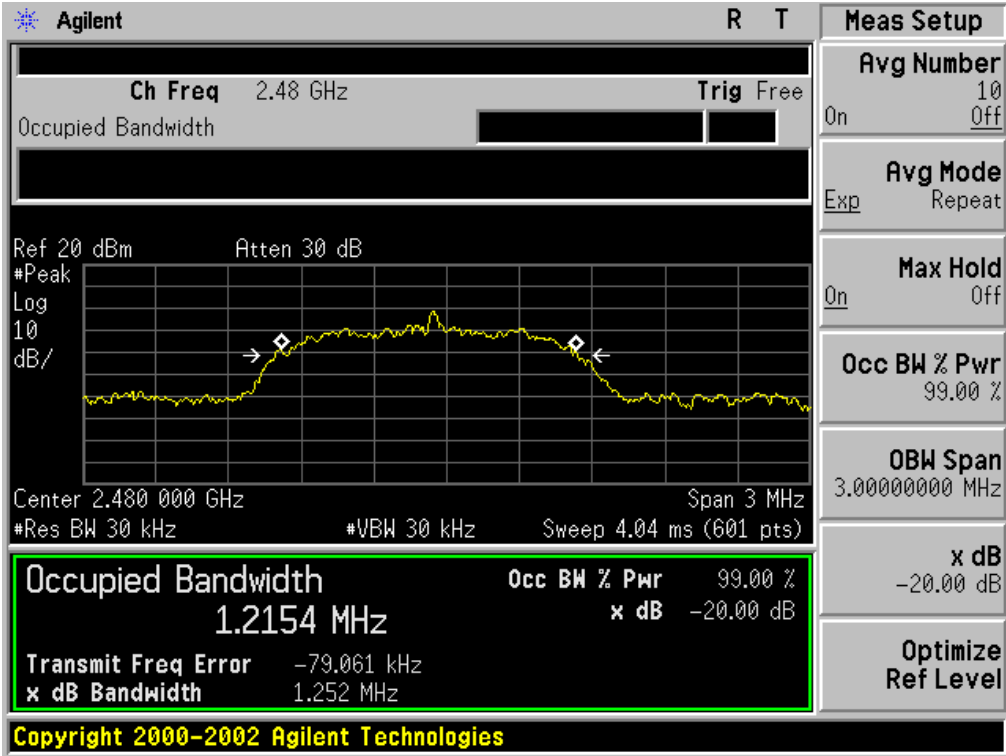 Agilent R T
Ch Freq 2.48 GHz Trig Free
Occupied Bandwidth
Ref 20 dBm Atten 30 dB
#Peak
Log
10
dB/
Center 2.480 000 GHz Span 3 MHz
#Res BW 30 kHz #VBW 30 kHz Sweep 4.04 ms (601 pts)
Occupied Bandwidth
1.2154 MHz
Occ BW % Pwr 99.00 %
x dB -20.00 dB
Transmit Freq Error -79.061 kHz
x dB Bandwidth 1.252 MHz
Copyright 2000-2002 Agilent Technologies
Meas Setup
Avg Number
10
On Off
Avg Mode
Exp Repeat
Max Hold
On Off
Occ BW % Pwr
99.00 %
OBW Span
3.00000000 MHz
x dB
-20.00 dB
Optimize
Ref Level